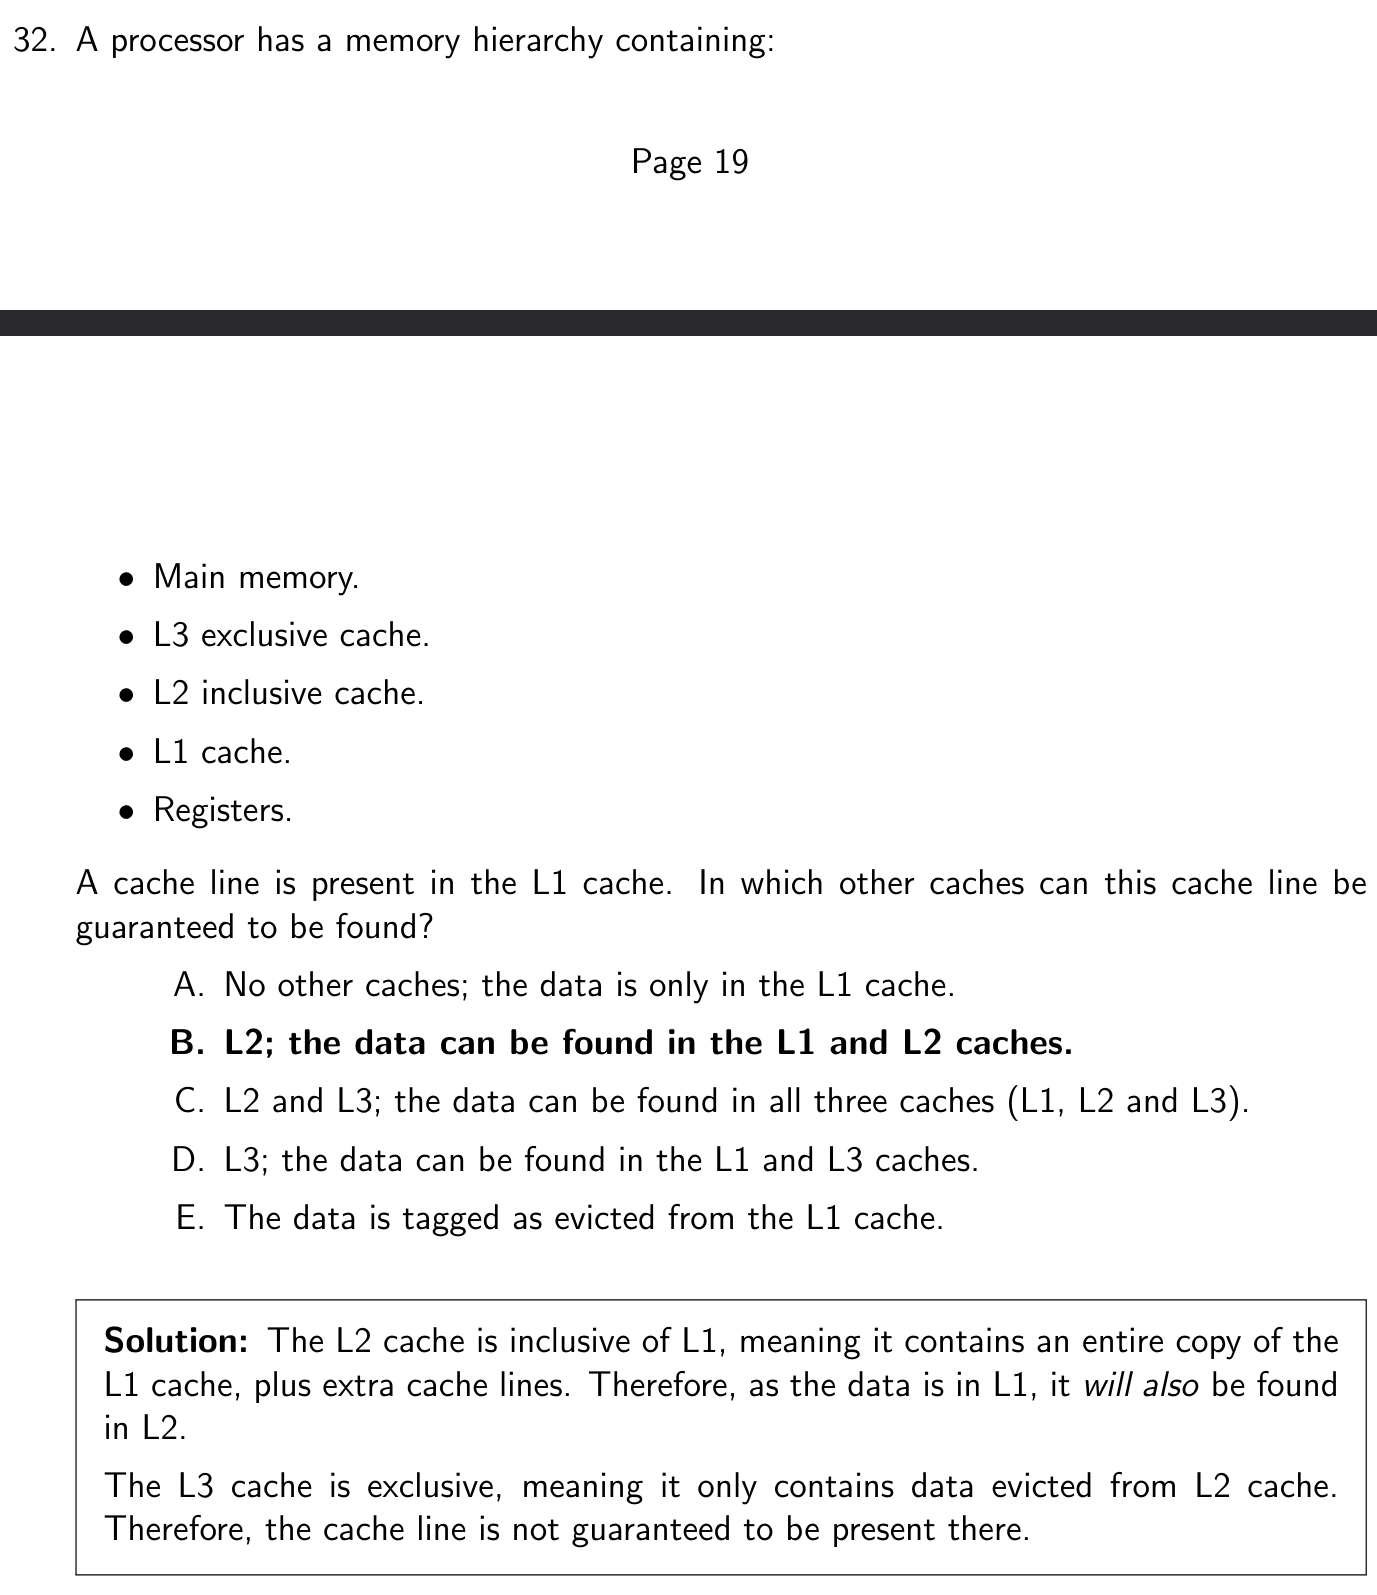 32. A processor has a memory hierarchy containing:
Page 19
• Main memory.
• L3 exclusive cache.
• L2 inclusive cache.
• L1 cache.
• Registers.
A cache line is present in the L1 cache. In which other caches can this cache line be
guaranteed to be found?
A. No other caches; the data is only in the L1 cache.
B. L2; the data can be found in the L1 and L2 caches.
C. L2 and L3; the data can be found in all three caches (L1, L2 and L3).
D. L3; the data can be found in the L1 and L3 caches.
E. The data is tagged as evicted from the L1 cache.
Solution: The L2 cache is inclusive of L1, meaning it contains an entire copy of the
L1 cache, plus extra cache lines. Therefore, as the data is in L1, it will also be found
in L2.
The L3 cache is exclusive, meaning it only contains data evicted from L2 cache.
Therefore, the cache line is not guaranteed to be present there.